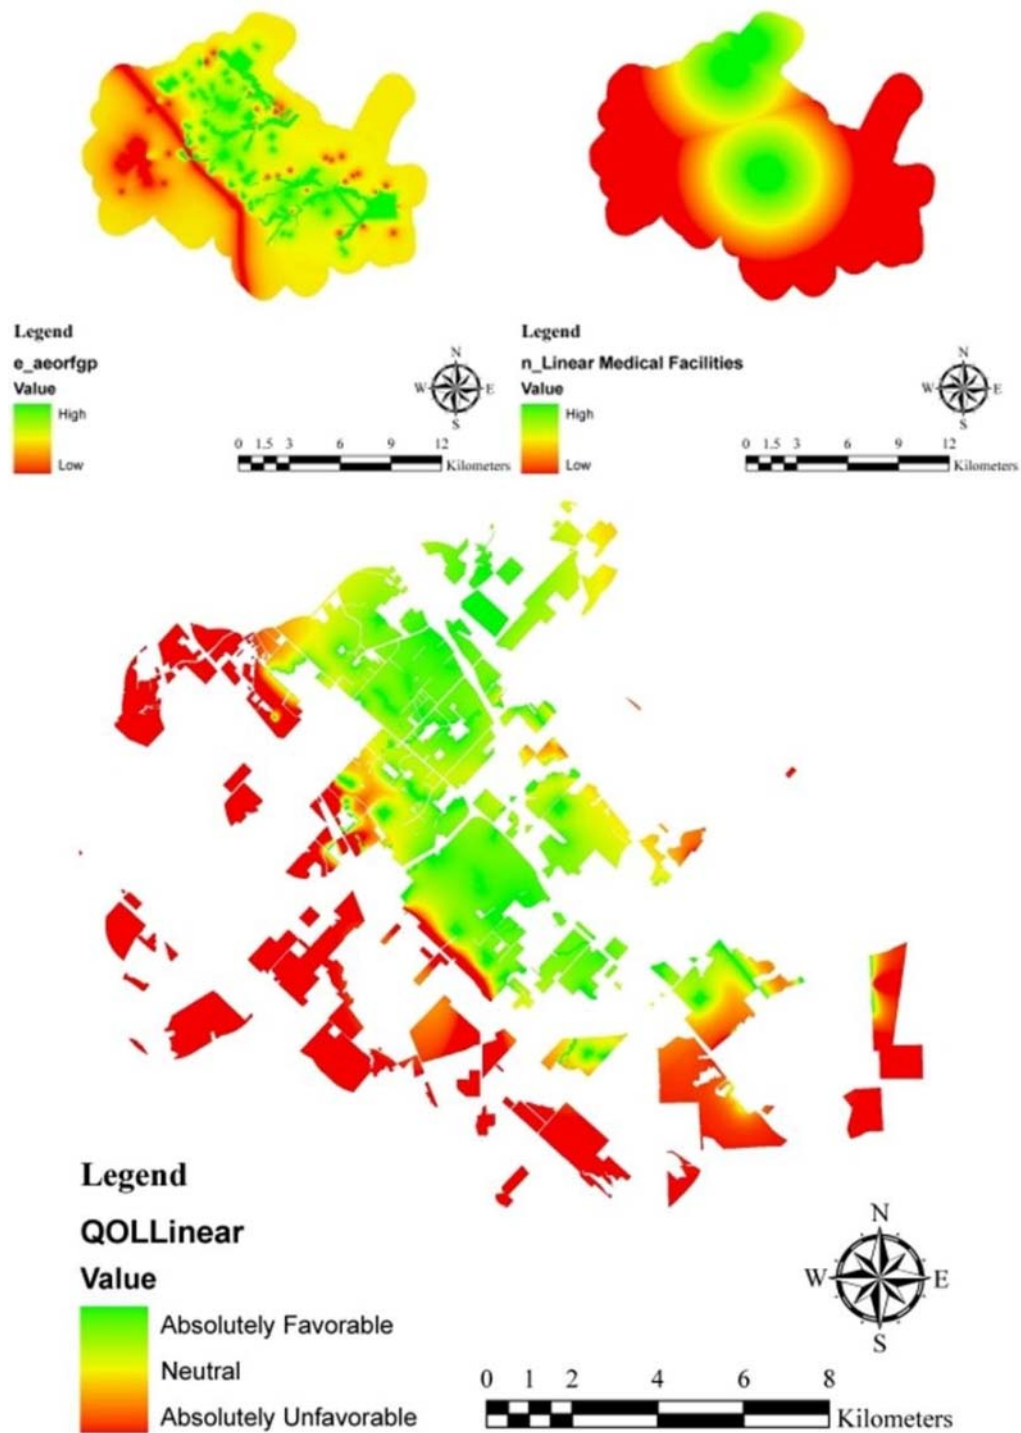 Legend
e_aeorfgp
Value
High
Low
N
W E
S
0 1.5 3 6 9 12
Kilometers
Legend
n_Linear Medical Facilities
Value
High
Low
N
W E
S
0 1.5 3 6 9 12
Kilometers
Legend
QOLLinear
Value
Absolutely Favorable
Neutral
Absolutely Unfavorable
N
W E
S
0 1 2 4 6 8
Kilometers